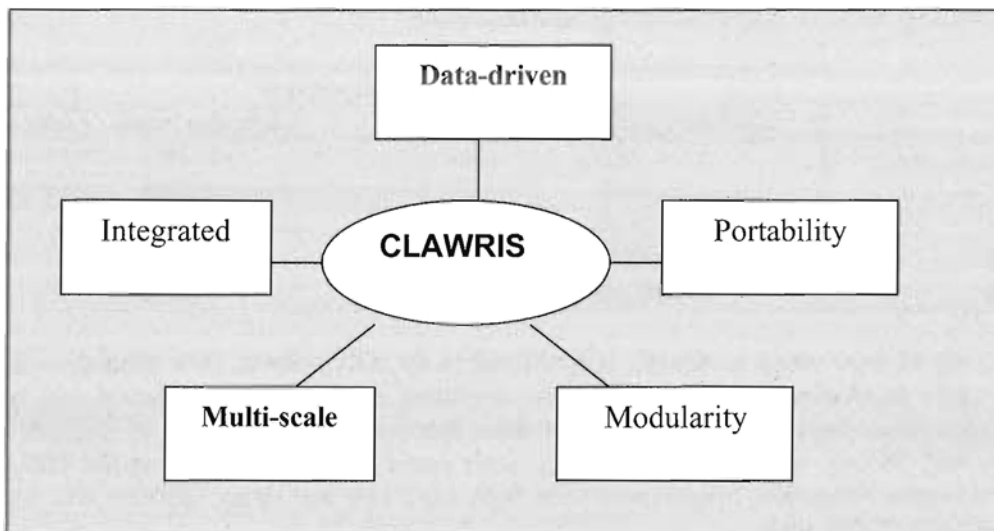 Data-driven
Integrated
CLAWRIS
Portability
Multi-scale
Modularity